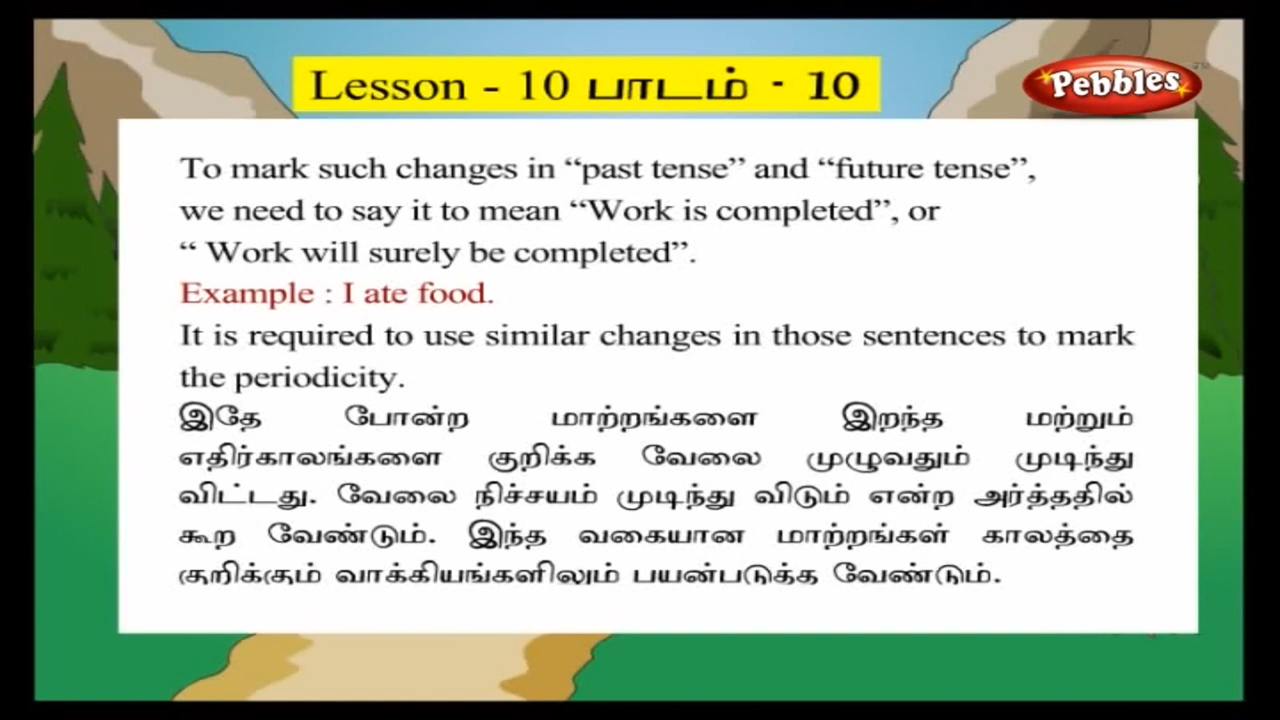 Lesson - 10 பாடம் - 10
Pebbles
To mark such changes in “past tense” and “future tense”,
we need to say it to mean “Work is completed”, or
“ Work will surely be completed”.
Example : I ate food.
It is required to use similar changes in those sentences to mark
the periodicity.
இதே போன்ற மாற்றங்களை இறந்த மற்றும்
எதிர்காலங்களை குறிக்க வேலை முழுவதும் முடிந்து
விட்டது. வேலை நிச்சயம் முடிந்து விடும் என்ற அர்த்ததில்
கூற வேண்டும். இந்த வகையான மாற்றங்கள் காலத்தை
குறிக்கும் வாக்கியங்களிலும் பயன்படுத்த வேண்டும்.